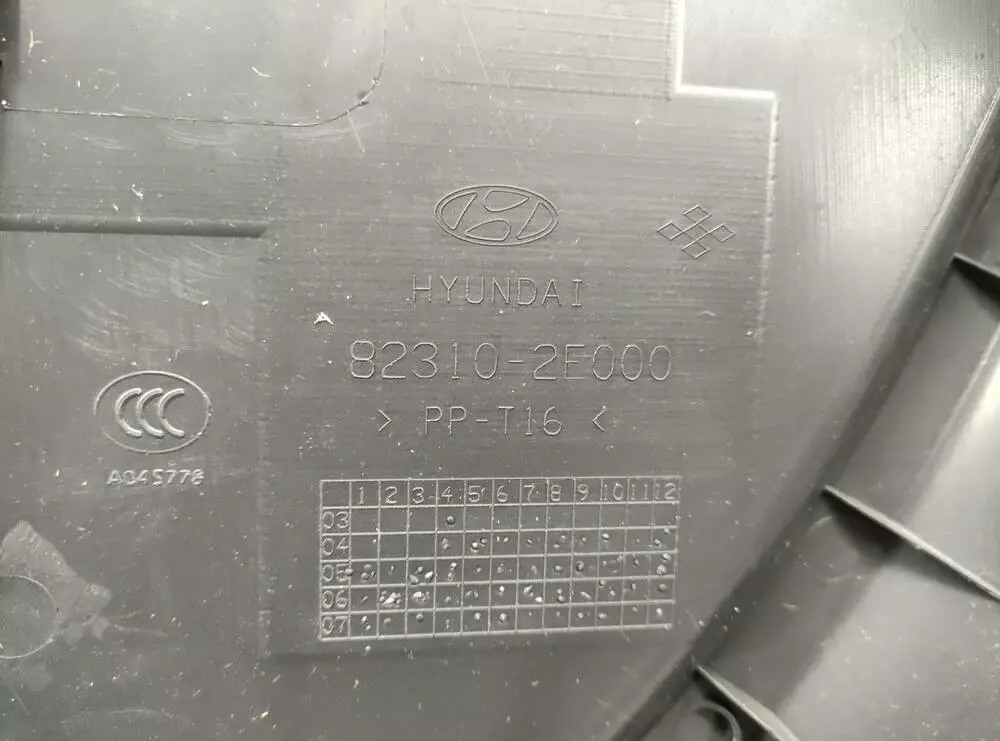 HYUNDAI
82310-2E000
> PP-T16 <
CCC
A045778
1 2 3 4 5 6 7 8 9 10 11 12
03
04
05
06
07